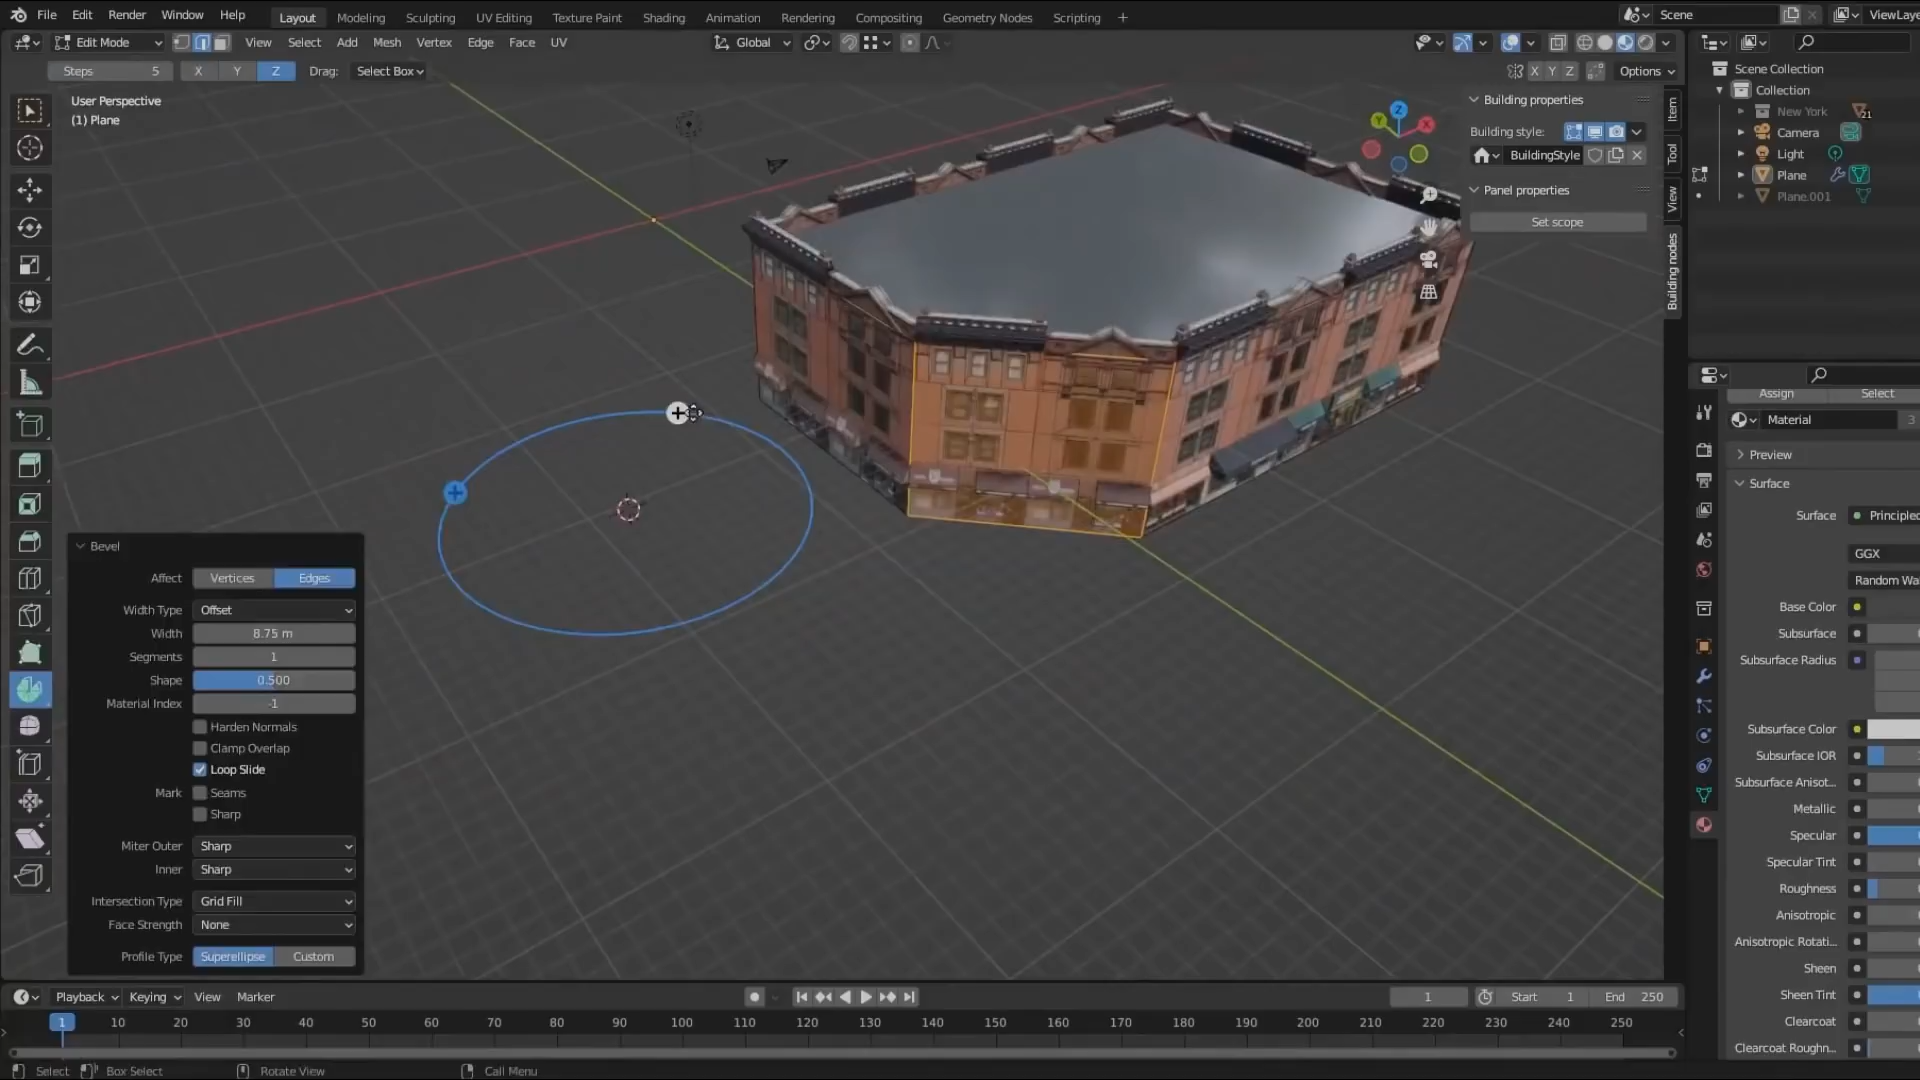 File Edit Render Window Help Layout Modeling Sculpting UV Editing Texture Paint Shading Animation Rendering Compositing Geometry Nodes Scripting + Scene ViewLaye
Edit Mode View Select Add Mesh Vertex Edge Face UV Global
Steps 5 X Y Z Drag: Select Box X Y Z Options
User Perspective
(1) Plane
Building properties
Building style:
BuildingStyle
Panel properties
Set scope
Item
Tool
View
Building nodes
Z
Y
X
Scene Collection
Collection
New York 21
Camera
Light
Plane
Plane.001
Assign Select
Material 3
Preview
Surface
Surface Principled
GGX
Random Wa
Base Color
Subsurface
Subsurface Radius
Subsurface Color
Subsurface IOR
Subsurface Anisot...
Metallic
Specular
Specular Tint
Roughness
Anisotropic
Anisotropic Rotati...
Sheen
Sheen Tint
Clearcoat
Clearcoat Roughn...
Bevel
Affect Vertices Edges
Width Type Offset
Width 8.75 m
Segments 1
Shape 0.500
Material Index -1
Harden Normals
Clamp Overlap
Loop Slide
Mark Seams
Sharp
Miter Outer Sharp
Inner Sharp
Intersection Type Grid Fill
Face Strength None
Profile Type Superellipse Custom
Playback Keying View Marker 1 Start 1 End 250
1 10 20 30 40 50 60 70 80 90 100 110 120 130 140 150 160 170 180 190 200 210 220 230 240 250
Select Box Select Rotate View Call Menu